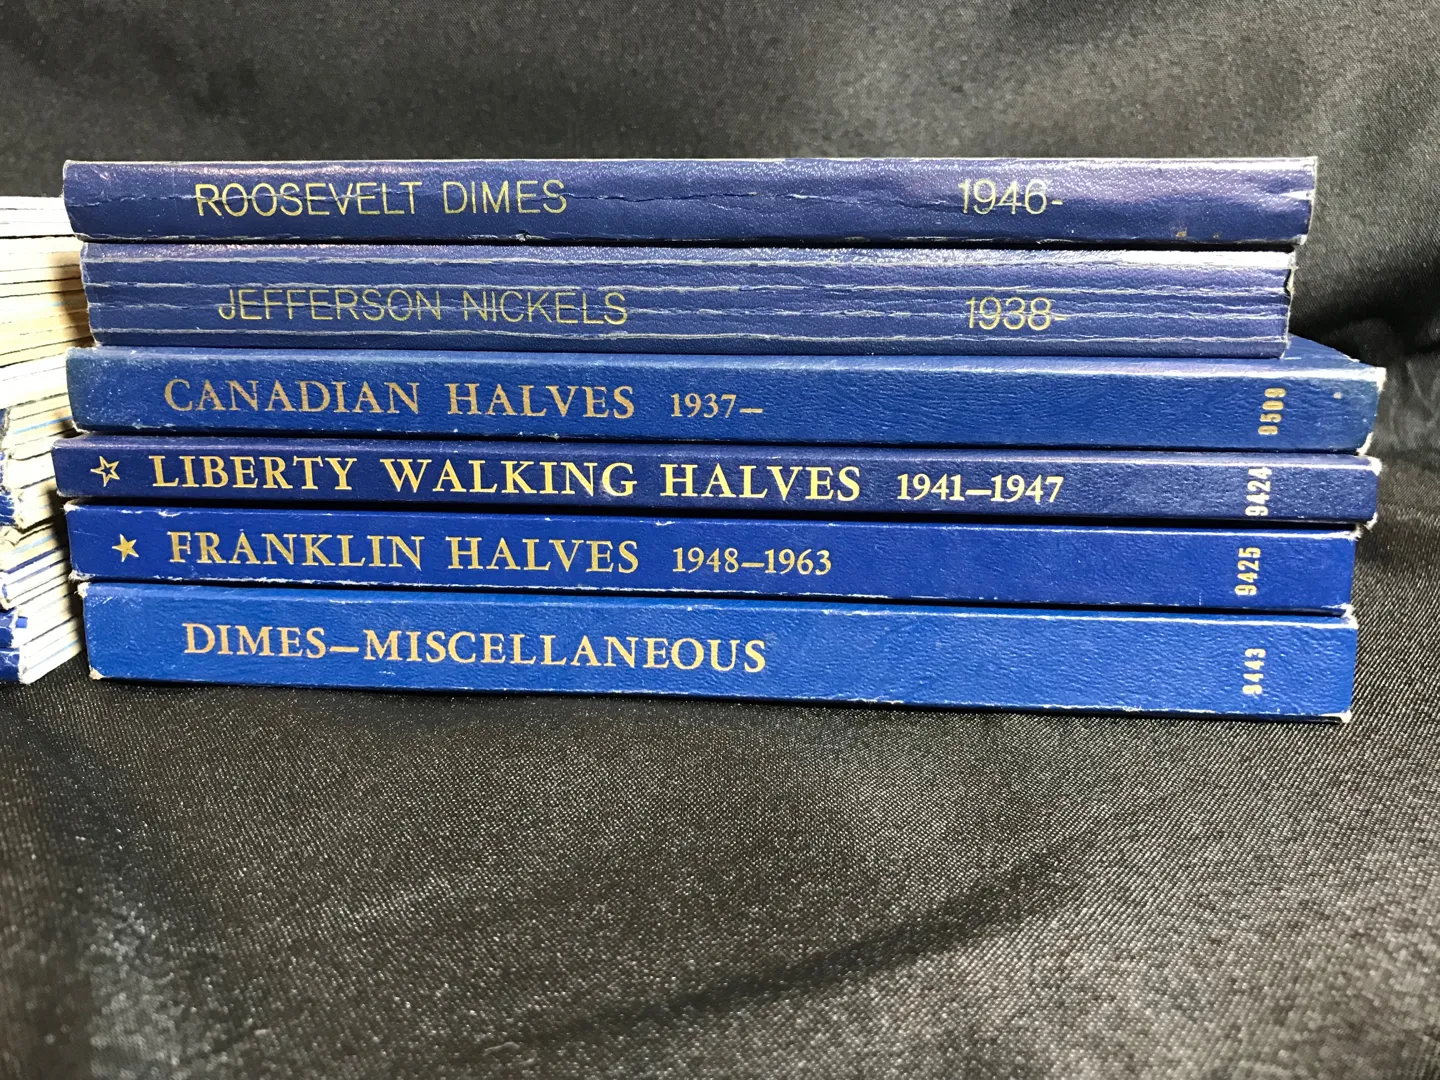 ROOSEVELT DIMES 1946-
JEFFERSON NICKELS 1938-
CANADIAN HALVES 1937— 9509
LIBERTY WALKING HALVES 1941—1947 9424
FRANKLIN HALVES 1948—1963 9425
DIMES—MISCELLANEOUS 9443